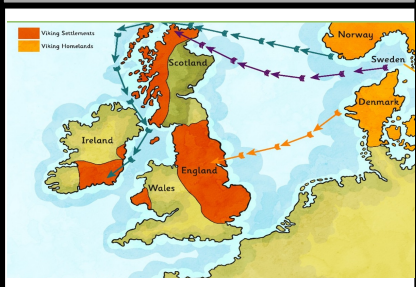 Viking Settlements
Viking Homelands
Norway
Sweden
Scotland
Denmark
Ireland
England
Wales